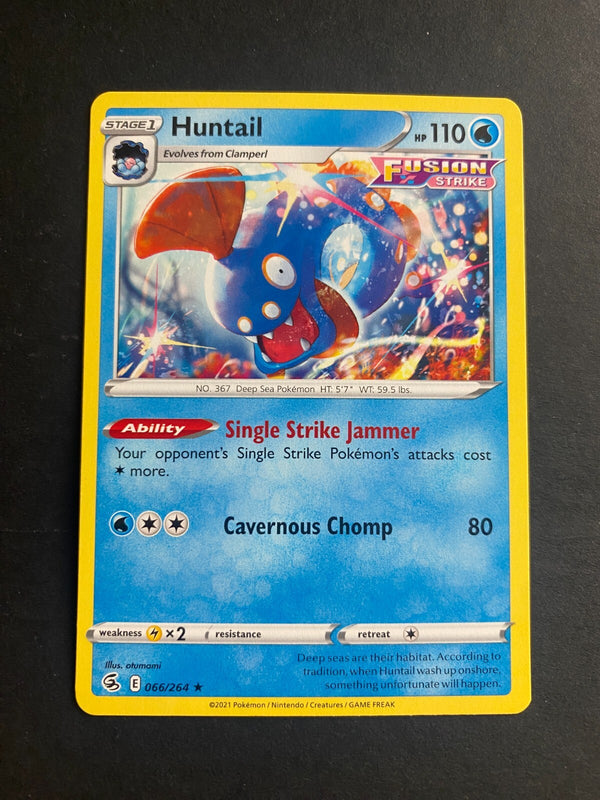 STAGE 1 Huntail HP 110
Evolves from Clamperl
FUSION
STRIKE
NO. 367 Deep Sea Pokémon HT: 5'7" WT: 59.5 lbs.
Ability Single Strike Jammer
Your opponent's Single Strike Pokémon's attacks cost
more.
Cavernous Chomp 80
weakness ×2 resistance retreat
Illus. otumami
Deep seas are their habitat. According to
tradition, when Huntail wash up onshore,
something unfortunate will happen.
E 066/264 ★
©2021 Pokémon / Nintendo / Creatures / GAME FREAK